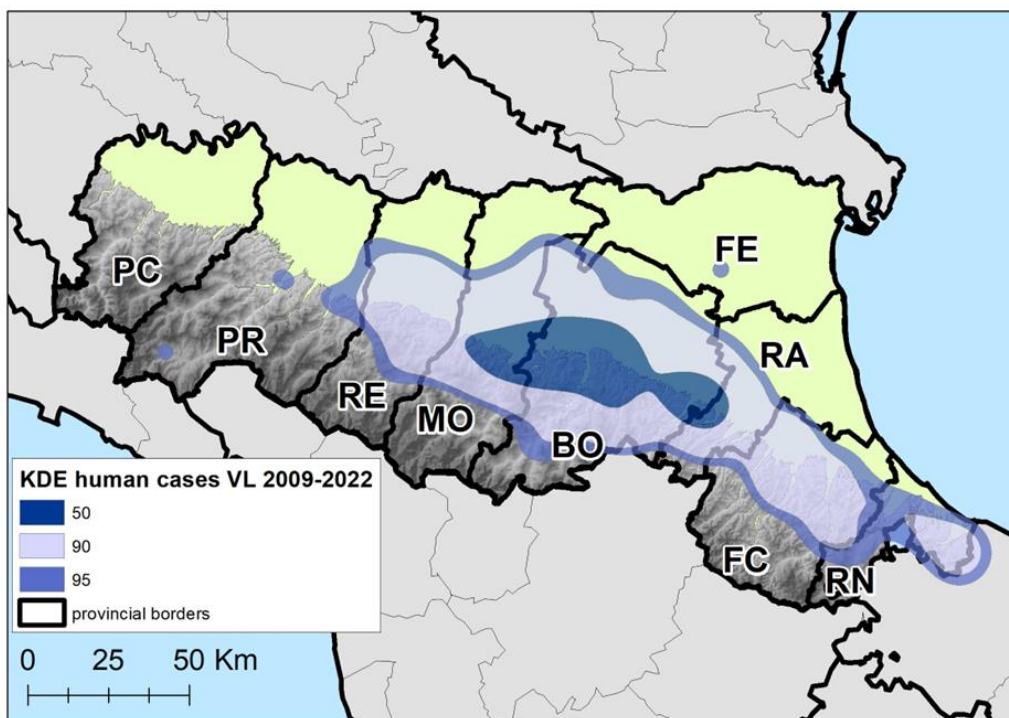 FE
PC
RA
PR
RE
MO
BO
FC
RN
KDE human cases VL 2009-2022
50
90
95
provincial borders
0 25 50 Km